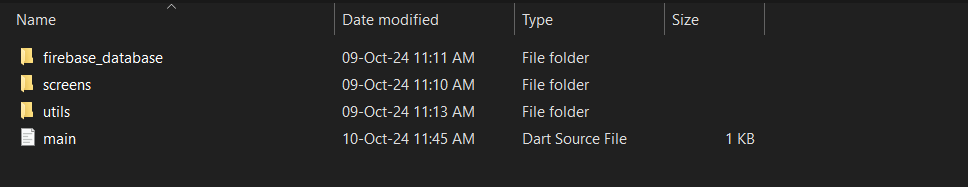 Name Date modified Type Size
firebase_database 09-Oct-24 11:11 AM File folder
screens 09-Oct-24 11:10 AM File folder
utils 09-Oct-24 11:13 AM File folder
main 10-Oct-24 11:45 AM Dart Source File 1 KB